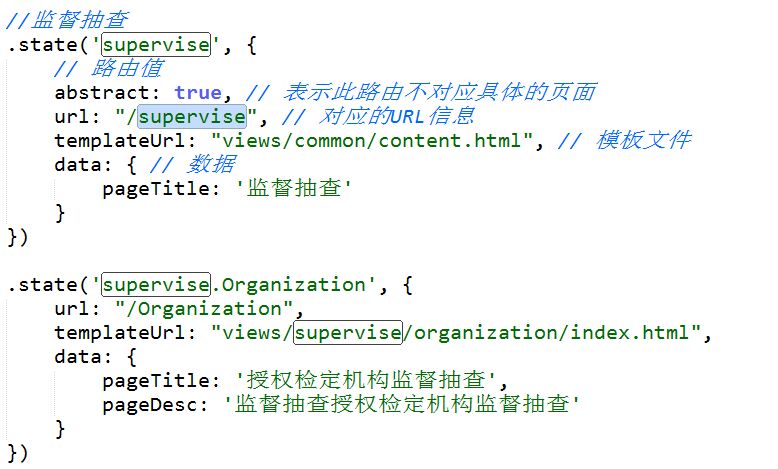 //监督抽查
.state('supervise', {
    // 路由值
    abstract: true, // 表示此路由不对应具体的页面
    url: "/supervise", // 对应的URL信息
    templateUrl: "views/common/content.html", // 模板文件
    data: { // 数据
        pageTitle: '监督抽查'
    }
})

.state('supervise.Organization', {
    url: "/Organization",
    templateUrl: "views/supervise/organization/index.html",
    data: {
        pageTitle: '授权检定机构监督抽查',
        pageDesc: '监督抽查授权检定机构监督抽查'
    }
})